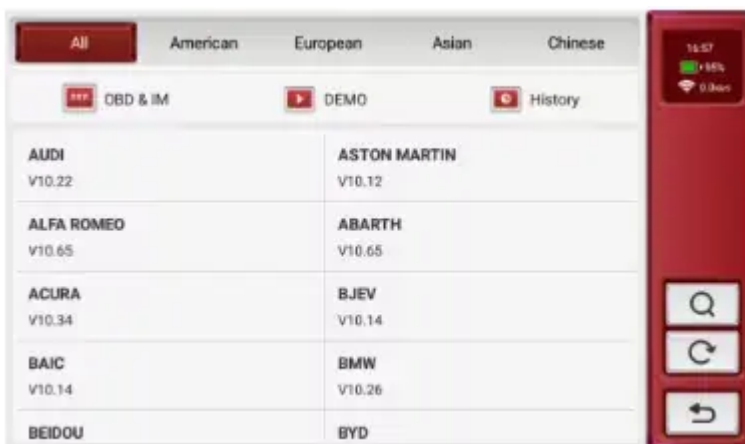 All American European Asian Chinese
16:57
OBD & IM DEMO History
AUDI ASTON MARTIN
V10.22 V10.12
ALFA ROMEO ABARTH
V10.65 V10.65
ACURA BJEV
V10.34 V10.14
BAIC BMW
V10.14 V10.26
BEIDOU BYD